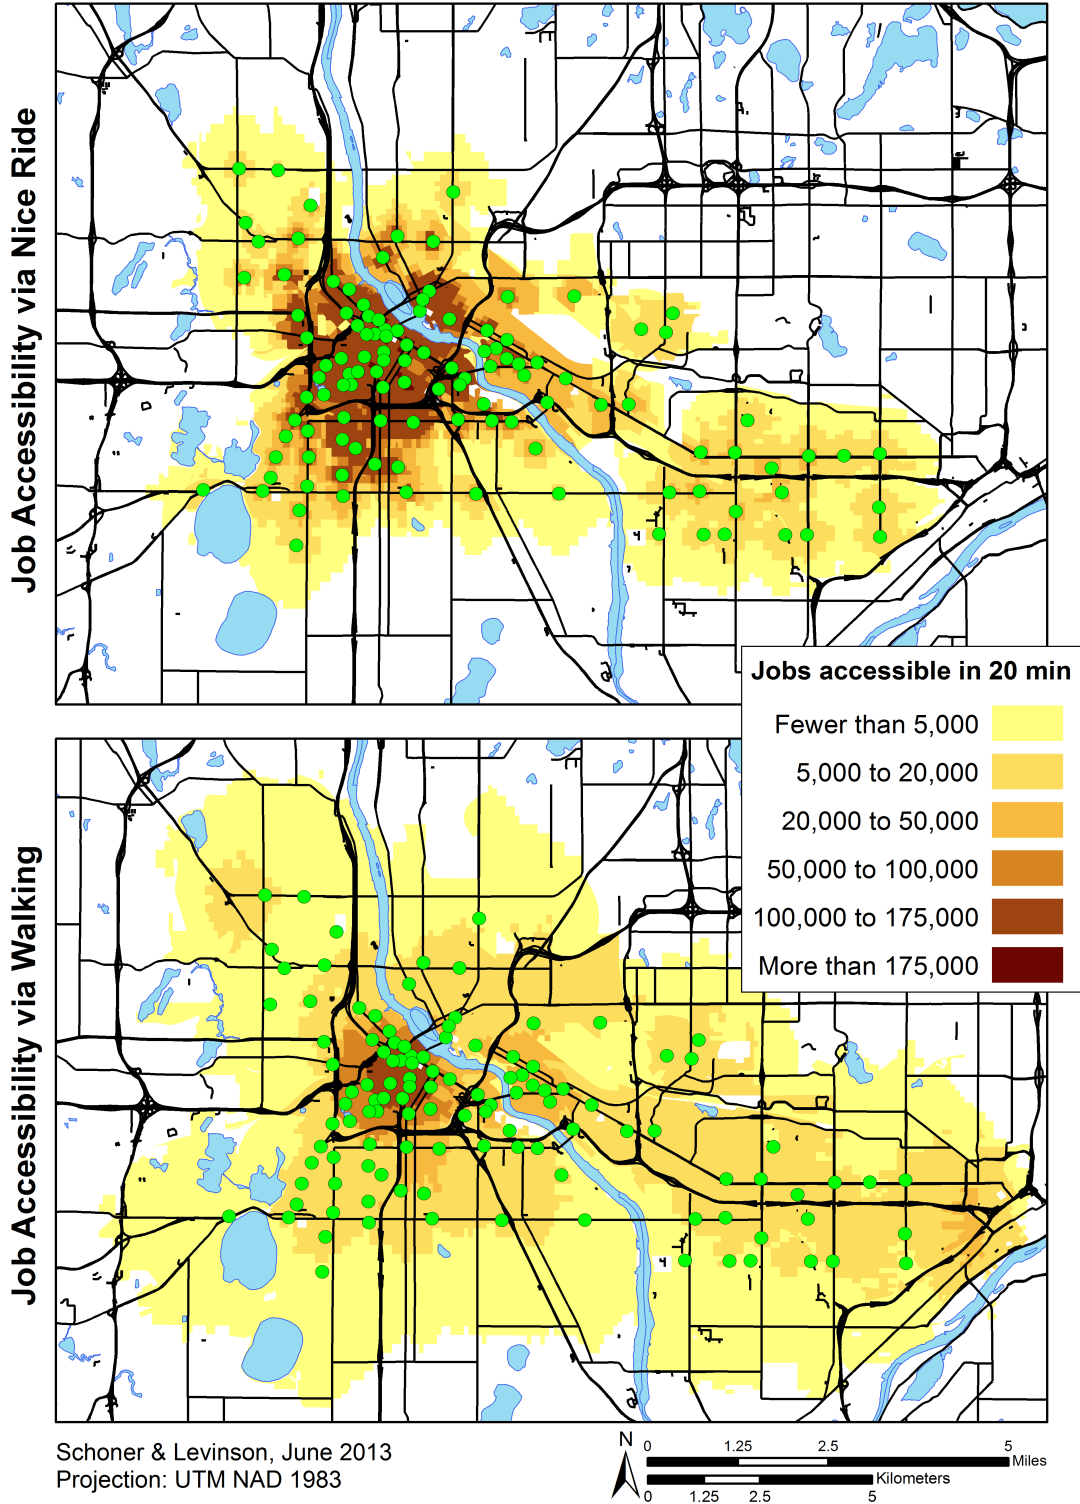 Job Accessibility via Nice Ride
Jobs accessible in 20 min
Fewer than 5,000
5,000 to 20,000
20,000 to 50,000
50,000 to 100,000
100,000 to 175,000
More than 175,000
Job Accessibility via Walking
Schoner & Levinson, June 2013
Projection: UTM NAD 1983
N
0 1.25 2.5 5
Miles
Kilometers
0 1.25 2.5 5